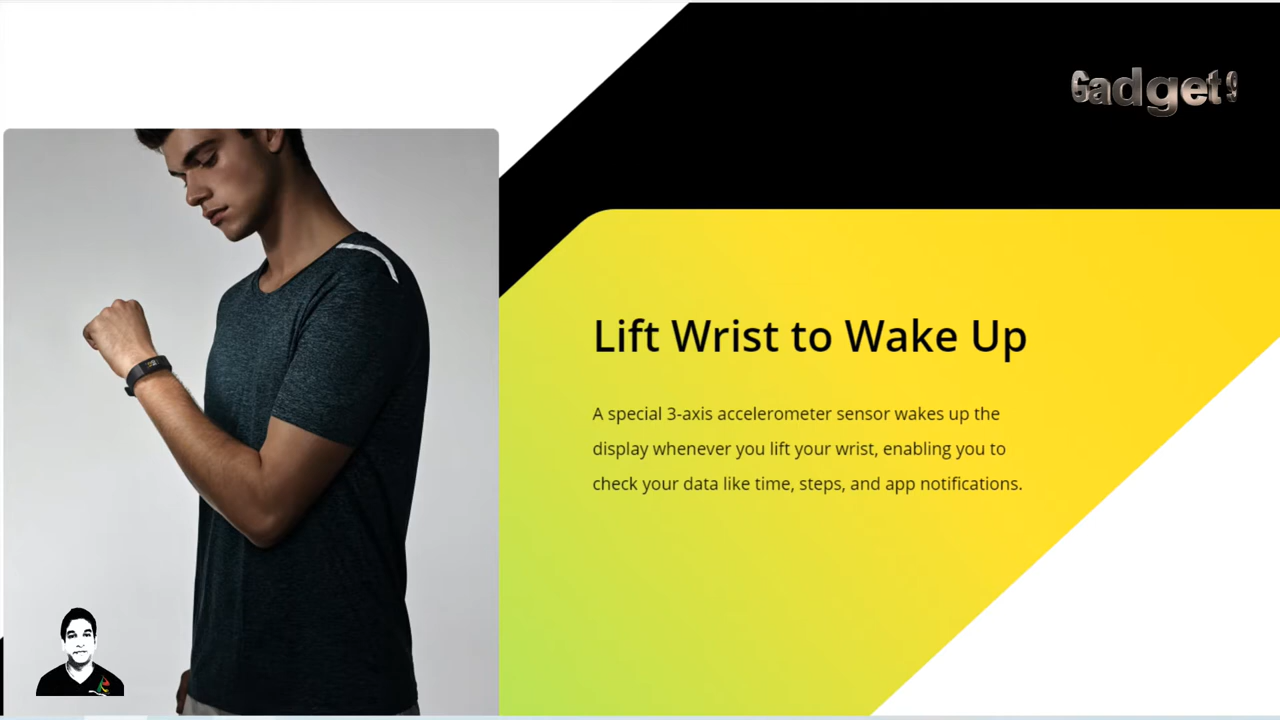 Gadget 9
Lift Wrist to Wake Up
A special 3-axis accelerometer sensor wakes up the
display whenever you lift your wrist, enabling you to
check your data like time, steps, and app notifications.